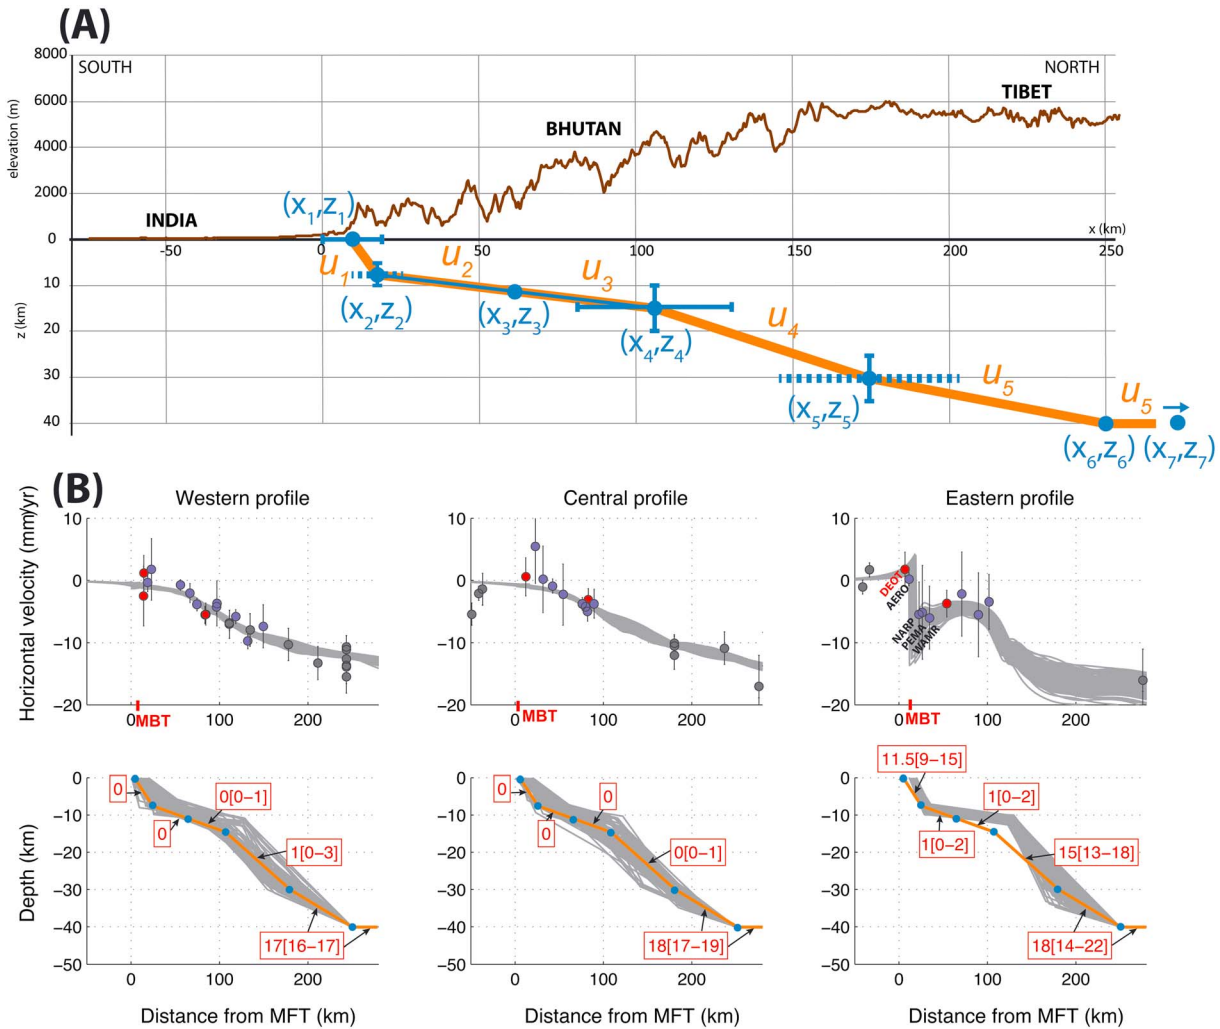 (A)
8000
SOUTH
NORTH
6000
TIBET
elevation (m)
BHUTAN
4000
2000
(x1,z1)
INDIA
x (km)
0
-50
0
50
100
150
200
250
u1
u2
u3
10
(x2,z2)
(x3,z3)
z (km)
20
(x4,z4)
u4
30
(x5,z5)
u5
u5
40
(x6,z6)
(x7,z7)
(B)
Western profile
Central profile
Eastern profile
Horizontal velocity (mm/yr)
10
0
−10
−20
0
100
200
MBT
10
0
−10
−20
0
100
200
MBT
10
0
−10
−20
DEOT
AERO
NARP
PEMA
WAMR
0
100
200
MBT
Depth (km)
0
−10
−20
−30
−40
−50
0
0
0[0−1]
1[0−3]
17[16−17]
0
100
200
Distance from MFT (km)
0
−10
−20
−30
−40
−50
0
0
0
0[0−1]
18[17−19]
0
100
200
Distance from MFT (km)
0
−10
−20
−30
−40
−50
11.5[9−15]
1[0−2]
1[0−2]
15[13−18]
18[14−22]
0
100
200
Distance from MFT (km)